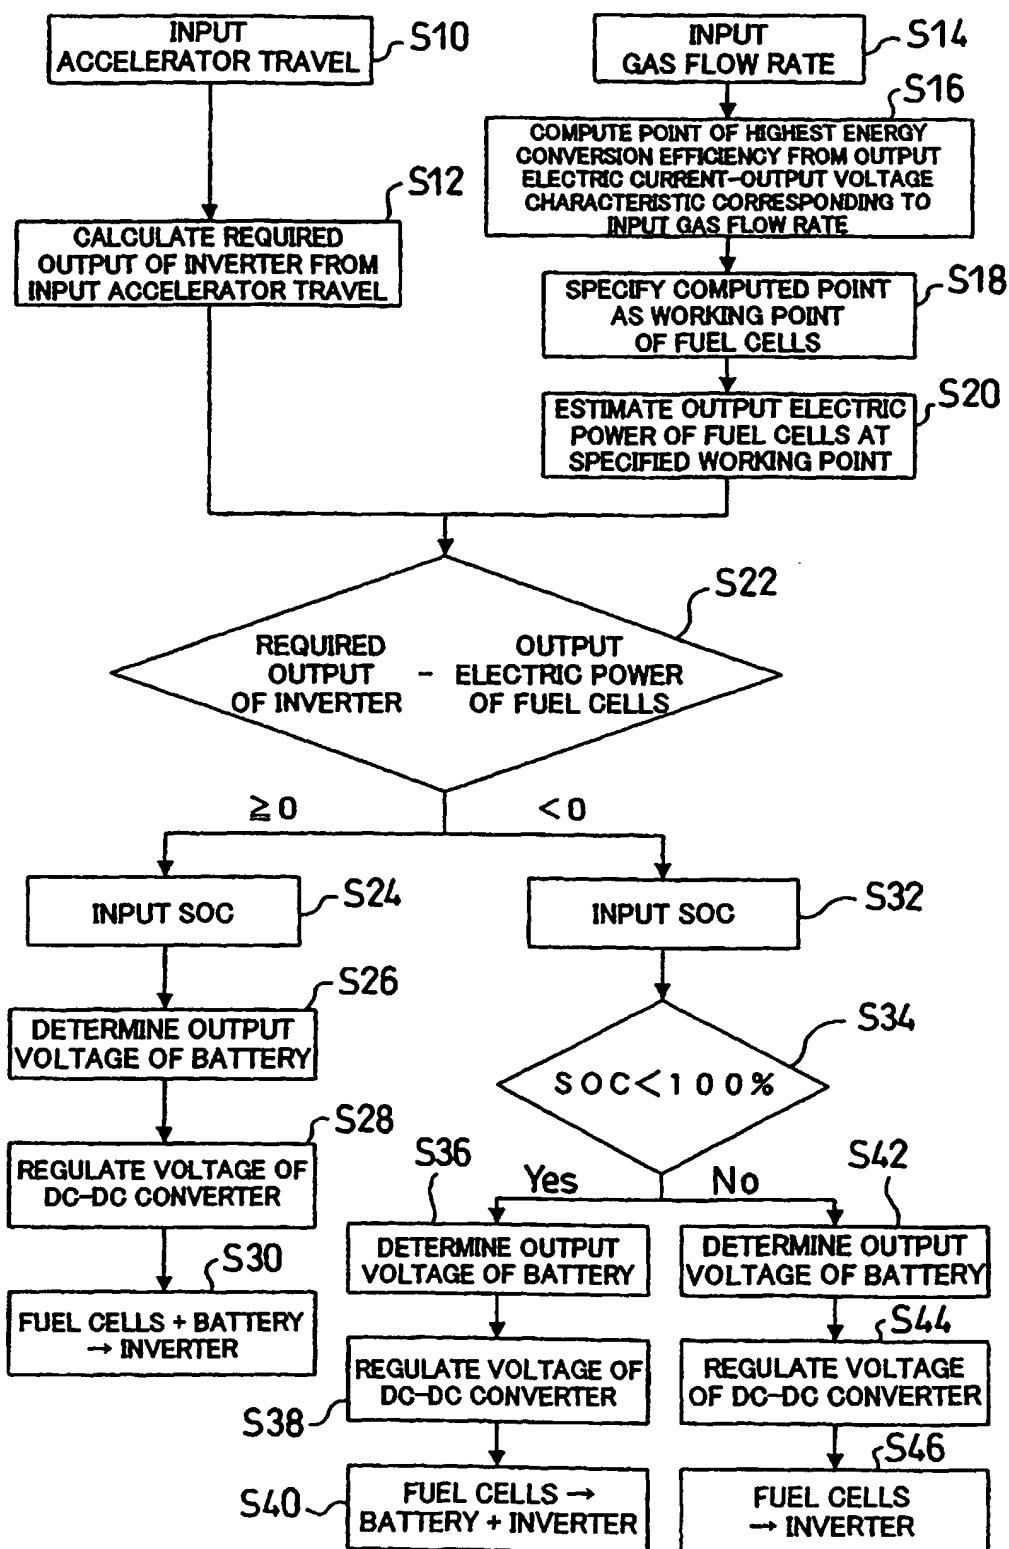 INPUT
ACCELERATOR TRAVEL
S10
INPUT
GAS FLOW RATE
S14
S16
COMPUTE POINT OF HIGHEST ENERGY
CONVERSION EFFICIENCY FROM OUTPUT
ELECTRIC CURRENT-OUTPUT VOLTAGE
CHARACTERISTIC CORRESPONDING TO
INPUT GAS FLOW RATE
S12
CALCULATE REQUIRED
OUTPUT OF INVERTER FROM
INPUT ACCELERATOR TRAVEL
S18
SPECIFY COMPUTED POINT
AS WORKING POINT
OF FUEL CELLS
S20
ESTIMATE OUTPUT ELECTRIC
POWER OF FUEL CELLS AT
SPECIFIED WORKING POINT
S22
REQUIRED
OUTPUT
OF INVERTER
-
OUTPUT
ELECTRIC POWER
OF FUEL CELLS
≧0
<0
INPUT SOC
S24
INPUT SOC
S32
S26
DETERMINE OUTPUT
VOLTAGE OF BATTERY
S34
SOC<100%
S28
REGULATE VOLTAGE OF
DC-DC CONVERTER
Yes
No
S36
DETERMINE OUTPUT
VOLTAGE OF BATTERY
S42
DETERMINE OUTPUT
VOLTAGE OF BATTERY
S30
FUEL CELLS + BATTERY
→ INVERTER
REGULATE VOLTAGE OF
DC-DC CONVERTER
S38
S44
REGULATE VOLTAGE
OF DC-DC CONVERTER
S40
FUEL CELLS →
BATTERY + INVERTER
S46
FUEL CELLS
→ INVERTER